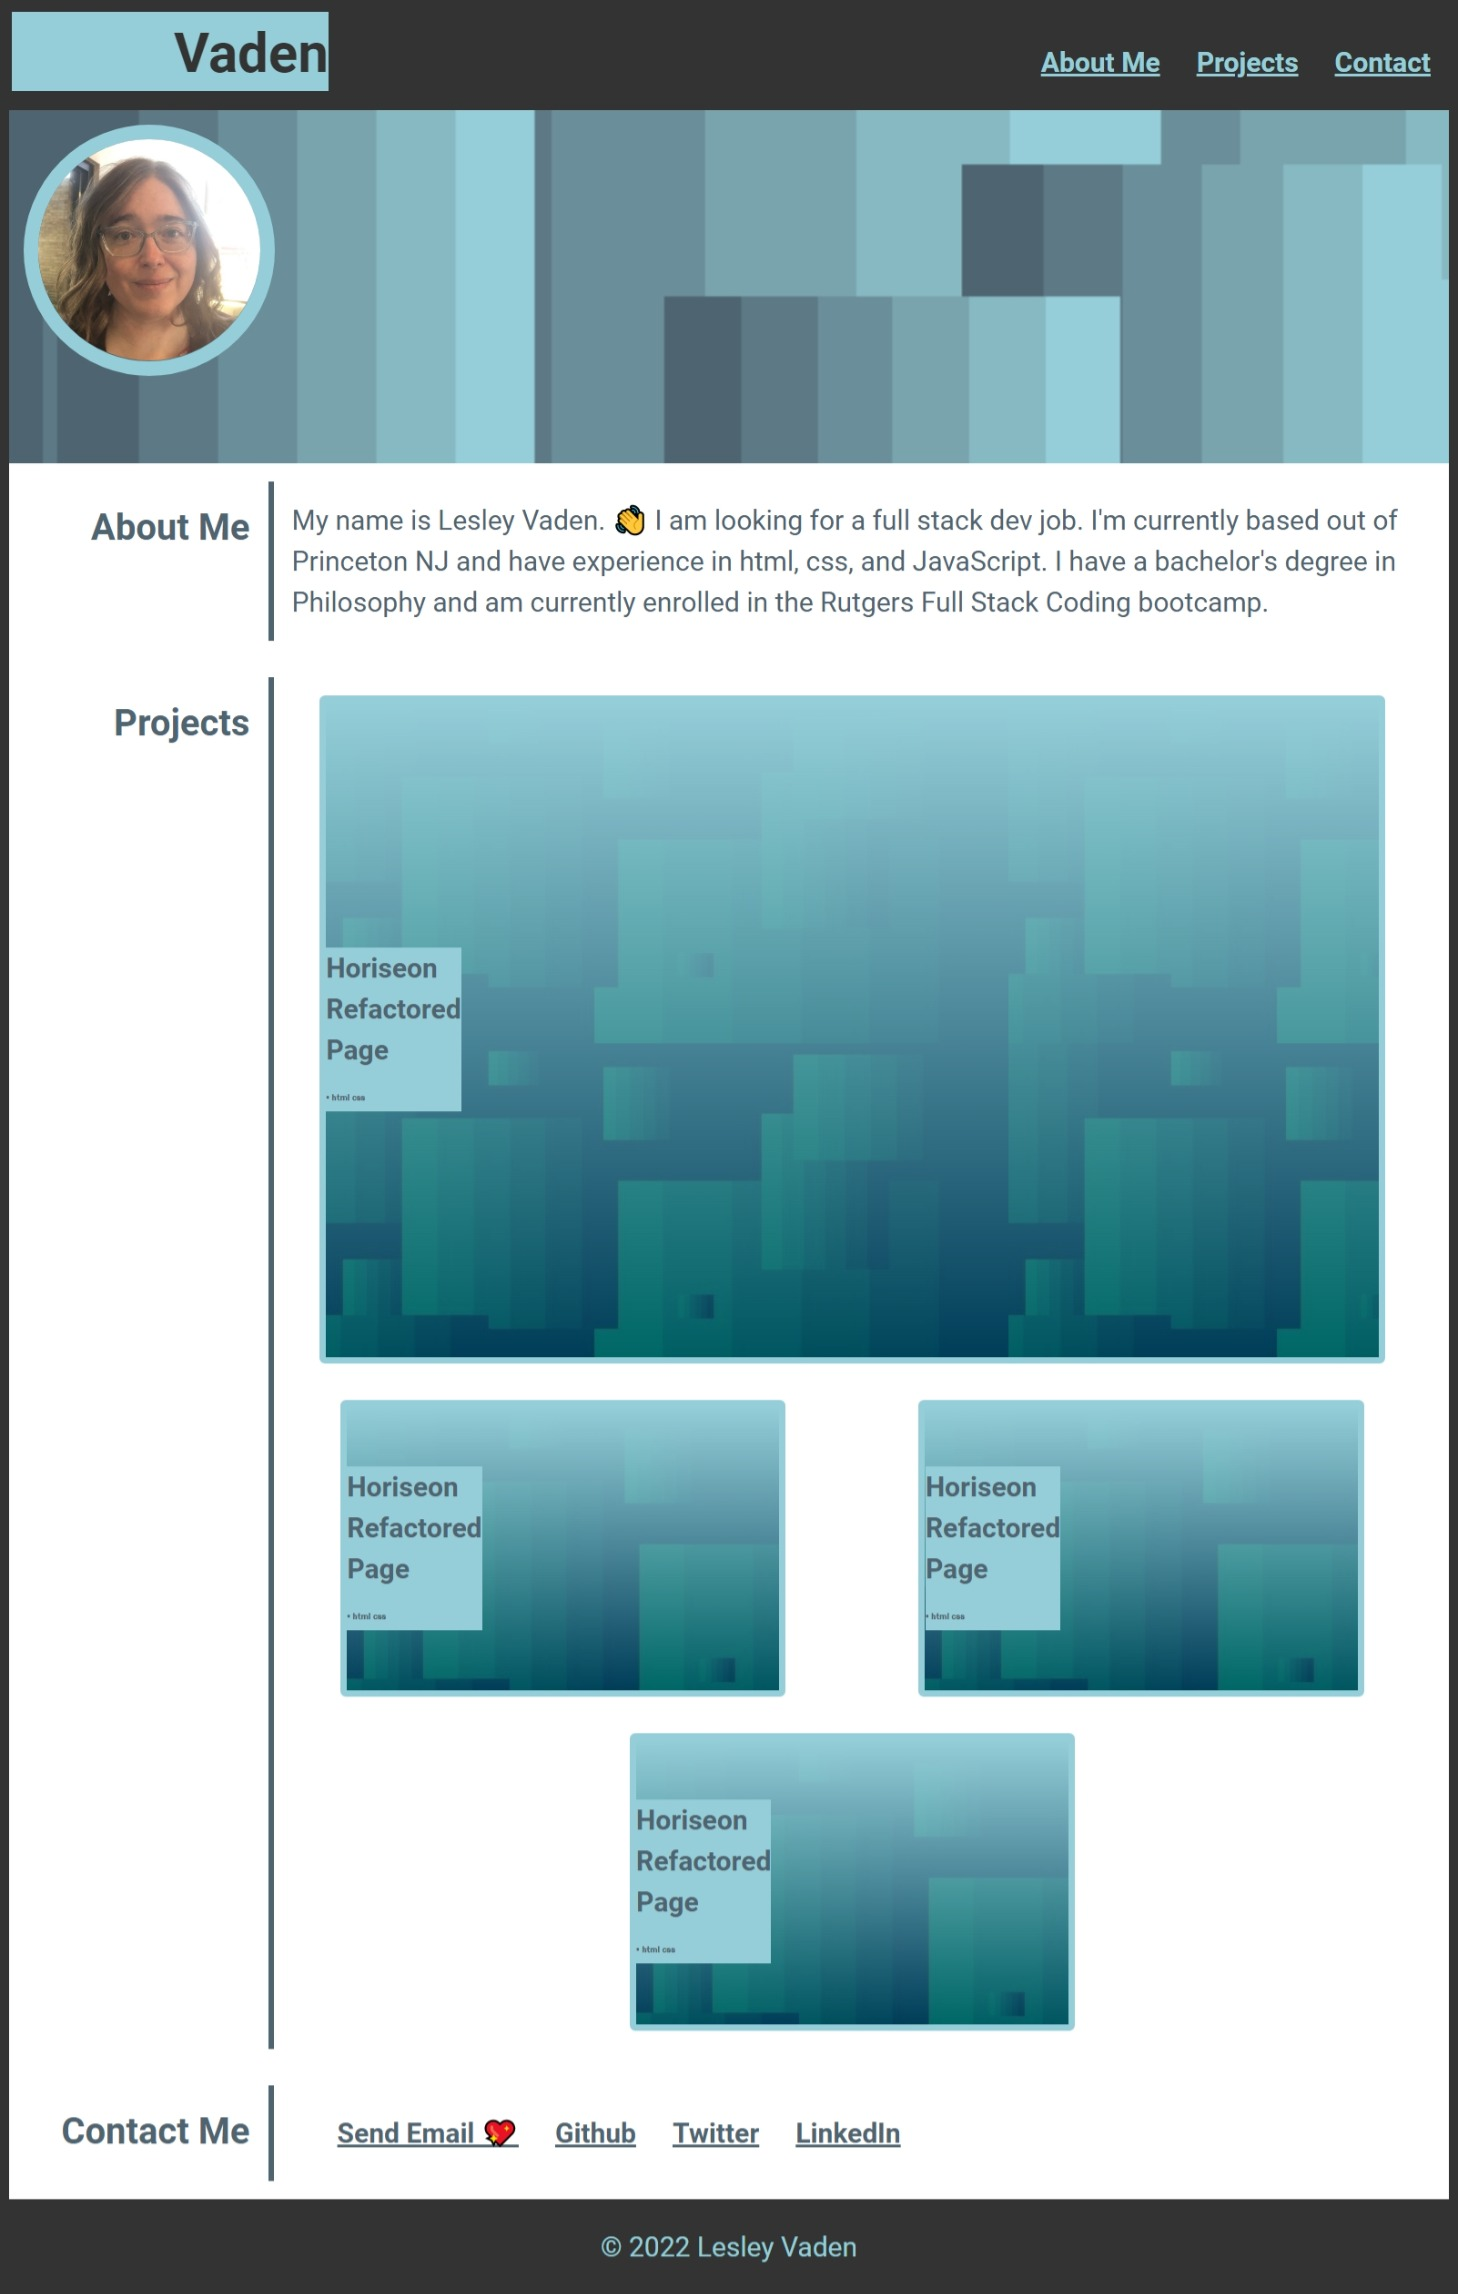 Vaden
About Me Projects Contact
About Me
My name is Lesley Vaden. 👋 I am looking for a full stack dev job. I'm currently based out of
Princeton NJ and have experience in html, css, and JavaScript. I have a bachelor's degree in
Philosophy and am currently enrolled in the Rutgers Full Stack Coding bootcamp.
Projects
Horiseon
Refactored
Page
• html css
Horiseon
Refactored
Page
• html css
Horiseon
Refactored
Page
• html css
Horiseon
Refactored
Page
• html css
Contact Me
Send Email 💖 Github Twitter LinkedIn
© 2022 Lesley Vaden